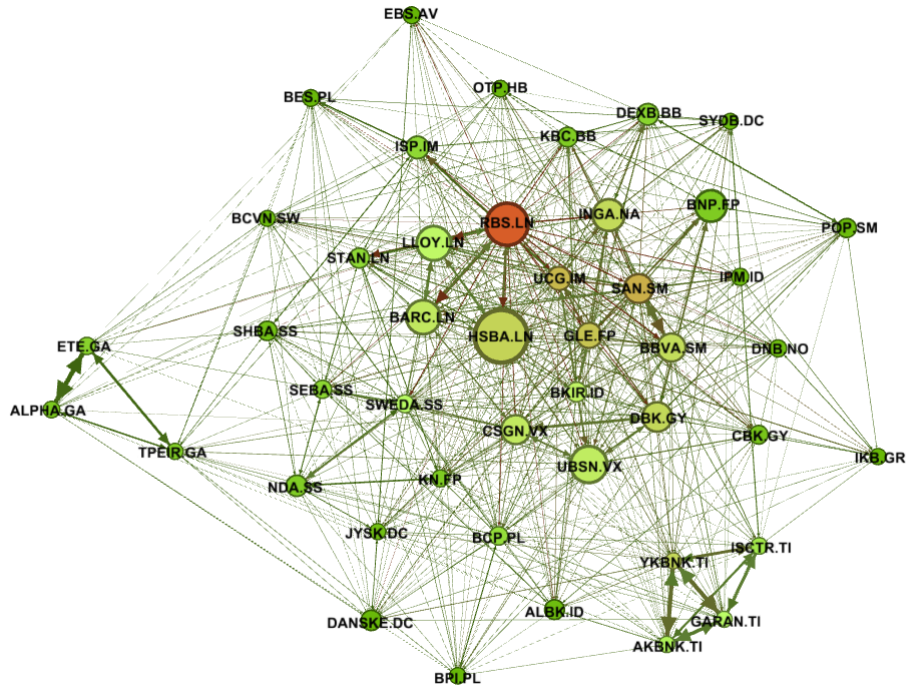 EBS.AV
OTP.HB
BES.PL
DEXB.BB
SYDB.DC
KBC.BB
ISP.IM
BNP.FP
INGA.NA
BCVN.SW
RBS.LN
POP.SM
LLOY.LN
STAN.LN
UCG.IM
IPM.ID
SAN.SM
BARC.LN
SHBA.SS
HSBA.LN
GLE.FP
ETE.GA
BBVA.SM
DNB.NO
SEBA.SS
BKIR.ID
SWEDA.SS
ALPHA.GA
DBK.GY
CSGN.VX
CBK.GY
TPEIR.GA
IKB.GR
UBSN.VX
KN.FP
NDA.SS
JYSK.DC
BCP.PL
ISCTR.TI
YKBNK.TI
ALBK.ID
DANSKE.DC
GARAN.TI
AKBNK.TI
BPI.PL